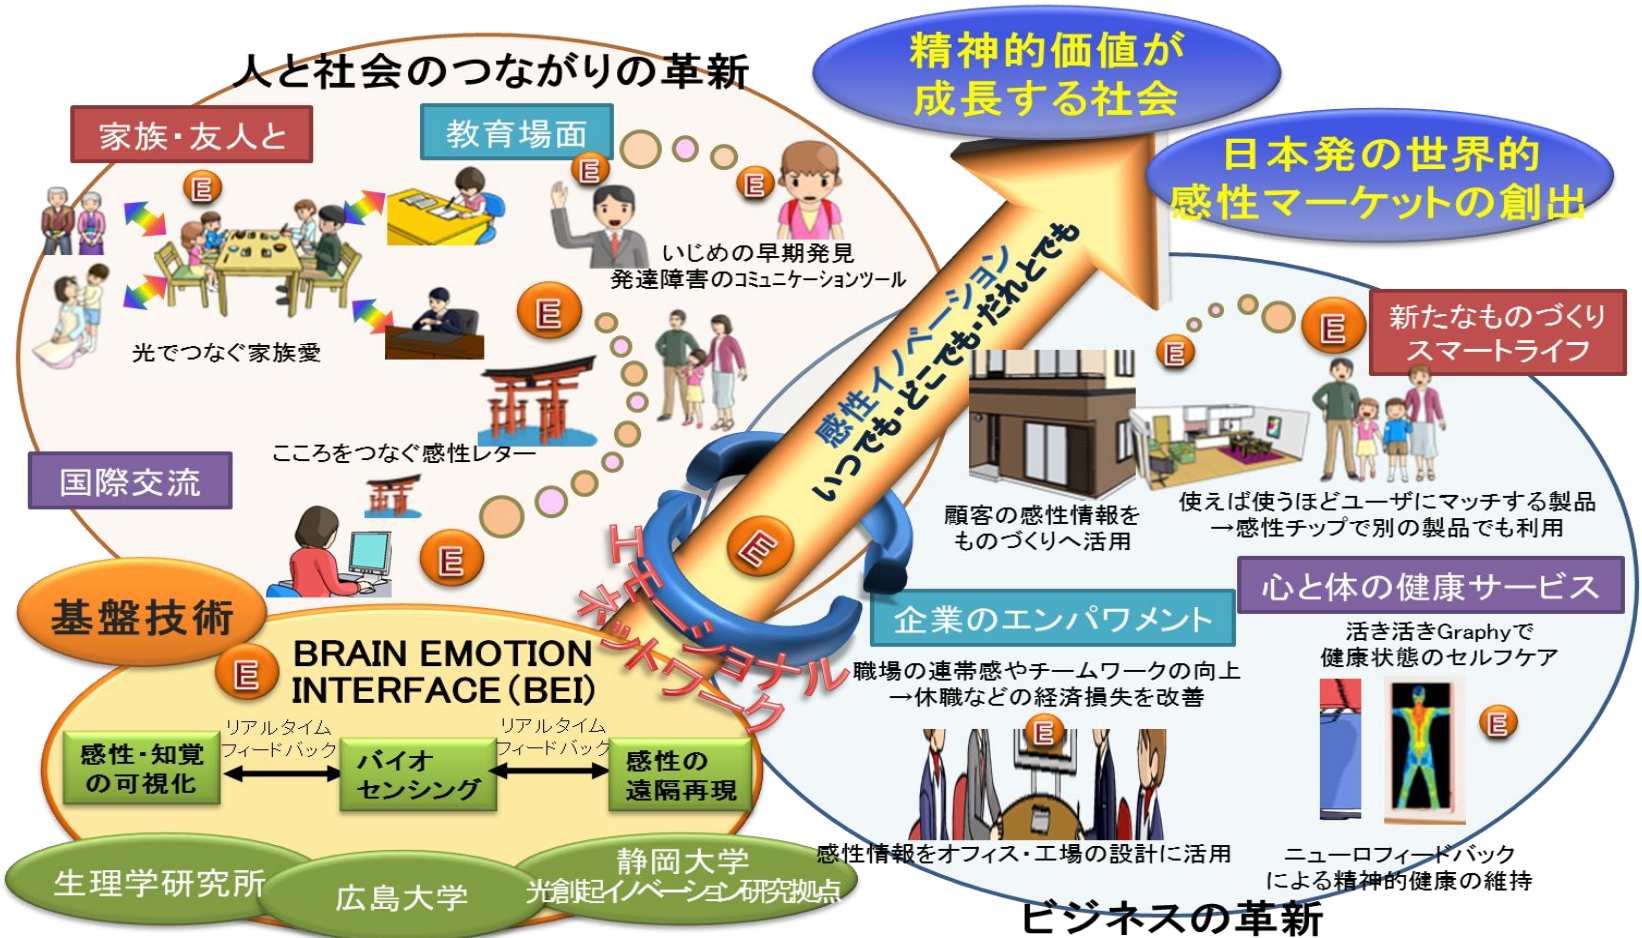 人と社会のつながりの革新
精神的価値が
成長する社会
日本発の世界的
感性マーケットの創出
家族・友人と
教育場面
E
E
E
いじめの早期発見
発達障害のコミュニケーションツール
光でつなぐ家族愛
E
こころをつなぐ感性レター
国際交流
E
感性イノベーション
いつでも・どこでも・だれとでも
E
エモーショナル
ネットワーク
E
E
新たなものづくり
スマートライフ
顧客の感性情報を
ものづくりへ活用
使えば使うほどユーザにマッチする製品
→感性チップで別の製品でも利用
企業のエンパワメント
職場の連帯感やチームワークの向上
→休職などの経済損失を改善
E
感性情報をオフィス・工場の設計に活用
心と体の健康サービス
活き活きGraphyで
健康状態のセルフケア
E
ニューロフィードバック
による精神的健康の維持
ビジネスの革新
基盤技術
E
BRAIN EMOTION
INTERFACE（BEI）
リアルタイム
フィードバック
リアルタイム
フィードバック
感性・知覚
の可視化
バイオ
センシング
感性の
遠隔再現
生理学研究所
広島大学
静岡大学
光創起イノベーション研究拠点